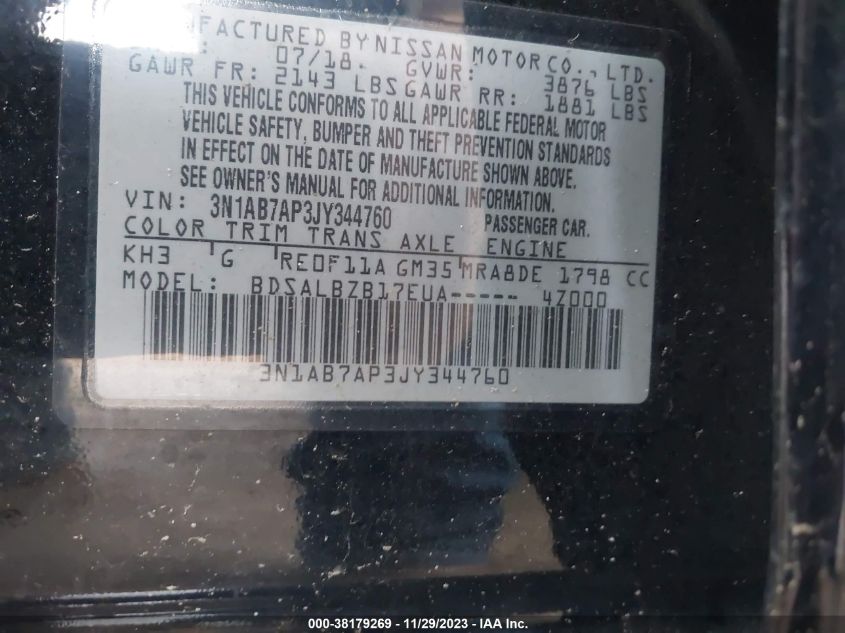 FACTURED BY NISSAN MOTOR CO., LTD.
07/18 GVWR: 3876 LBS
GAWR FR: 2143 LBS GAWR RR: 1881 LBS
THIS VEHICLE CONFORMS TO ALL APPLICABLE FEDERAL MOTOR
VEHICLE SAFETY, BUMPER AND THEFT PREVENTION STANDARDS
IN EFFECT ON THE DATE OF MANUFACTURE SHOWN ABOVE.
SEE OWNER'S MANUAL FOR ADDITIONAL INFORMATION.
VIN: 3N1AB7AP3JY344760 PASSENGER CAR.
COLOR TRIM TRANS AXLE ENGINE
KH3 G RE0F11A GM35 MRA8DE 1798 CC
MODEL: BDSALBZB17EUA----- 4Z000
3N1AB7AP3JY344760
000-38179269 - 11/29/2023 - IAA Inc.